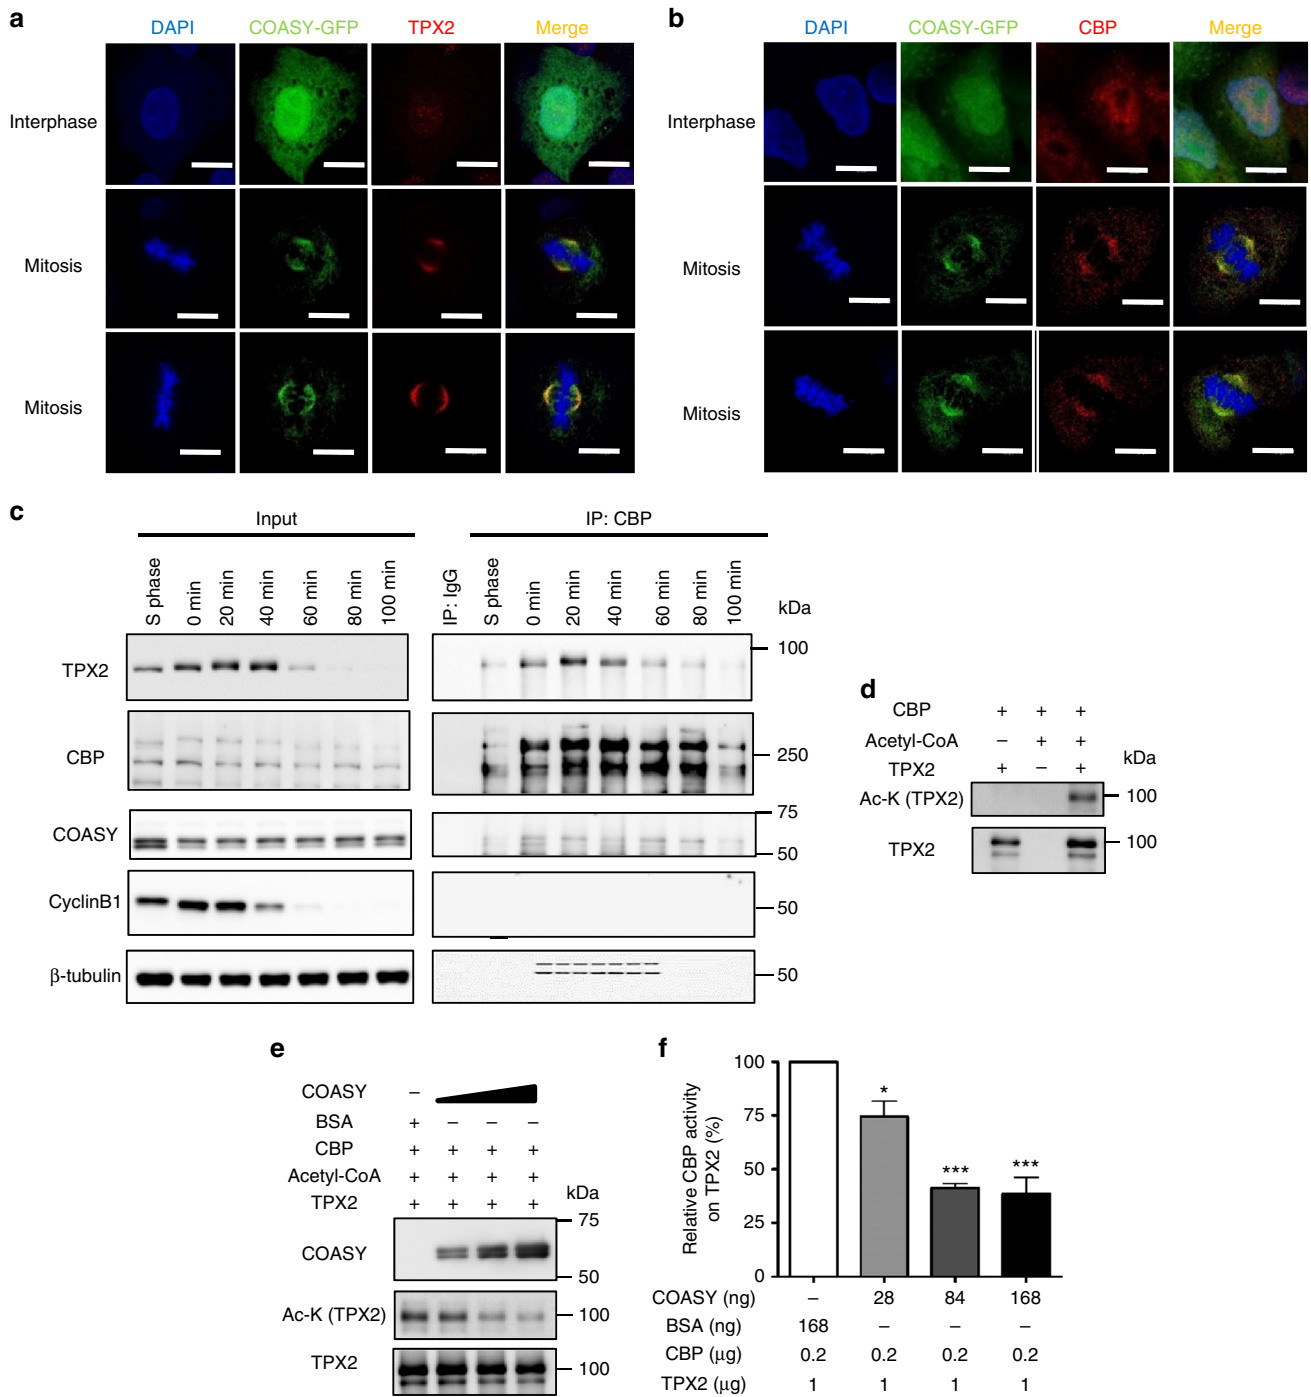 a
DAPI COASY-GFP TPX2 Merge
Interphase
Mitosis
Mitosis
b
DAPI COASY-GFP CBP Merge
Interphase
Mitosis
Mitosis
c
Input IP: CBP
S phase 0 min 20 min 40 min 60 min 80 min 100 min IP: IgG S phase 0 min 20 min 40 min 60 min 80 min 100 min kDa
TPX2 100
CBP 250
COASY 75
50
CyclinB1 50
β-tubulin 50
d
CBP + + +
Acetyl-CoA – + +
TPX2 + – + kDa
Ac-K (TPX2) 100
TPX2 100
e
COASY –
BSA + – – –
CBP + + + +
Acetyl-CoA + + + +
TPX2 + + + + kDa
COASY 75
50
Ac-K (TPX2) 100
TPX2 100
f
Relative CBP activity
on TPX2 (%)
100
75
50
25
0
* *** ***
COASY (ng) – 28 84 168
BSA (ng) 168 – – –
CBP (μg) 0.2 0.2 0.2 0.2
TPX2 (μg) 1 1 1 1